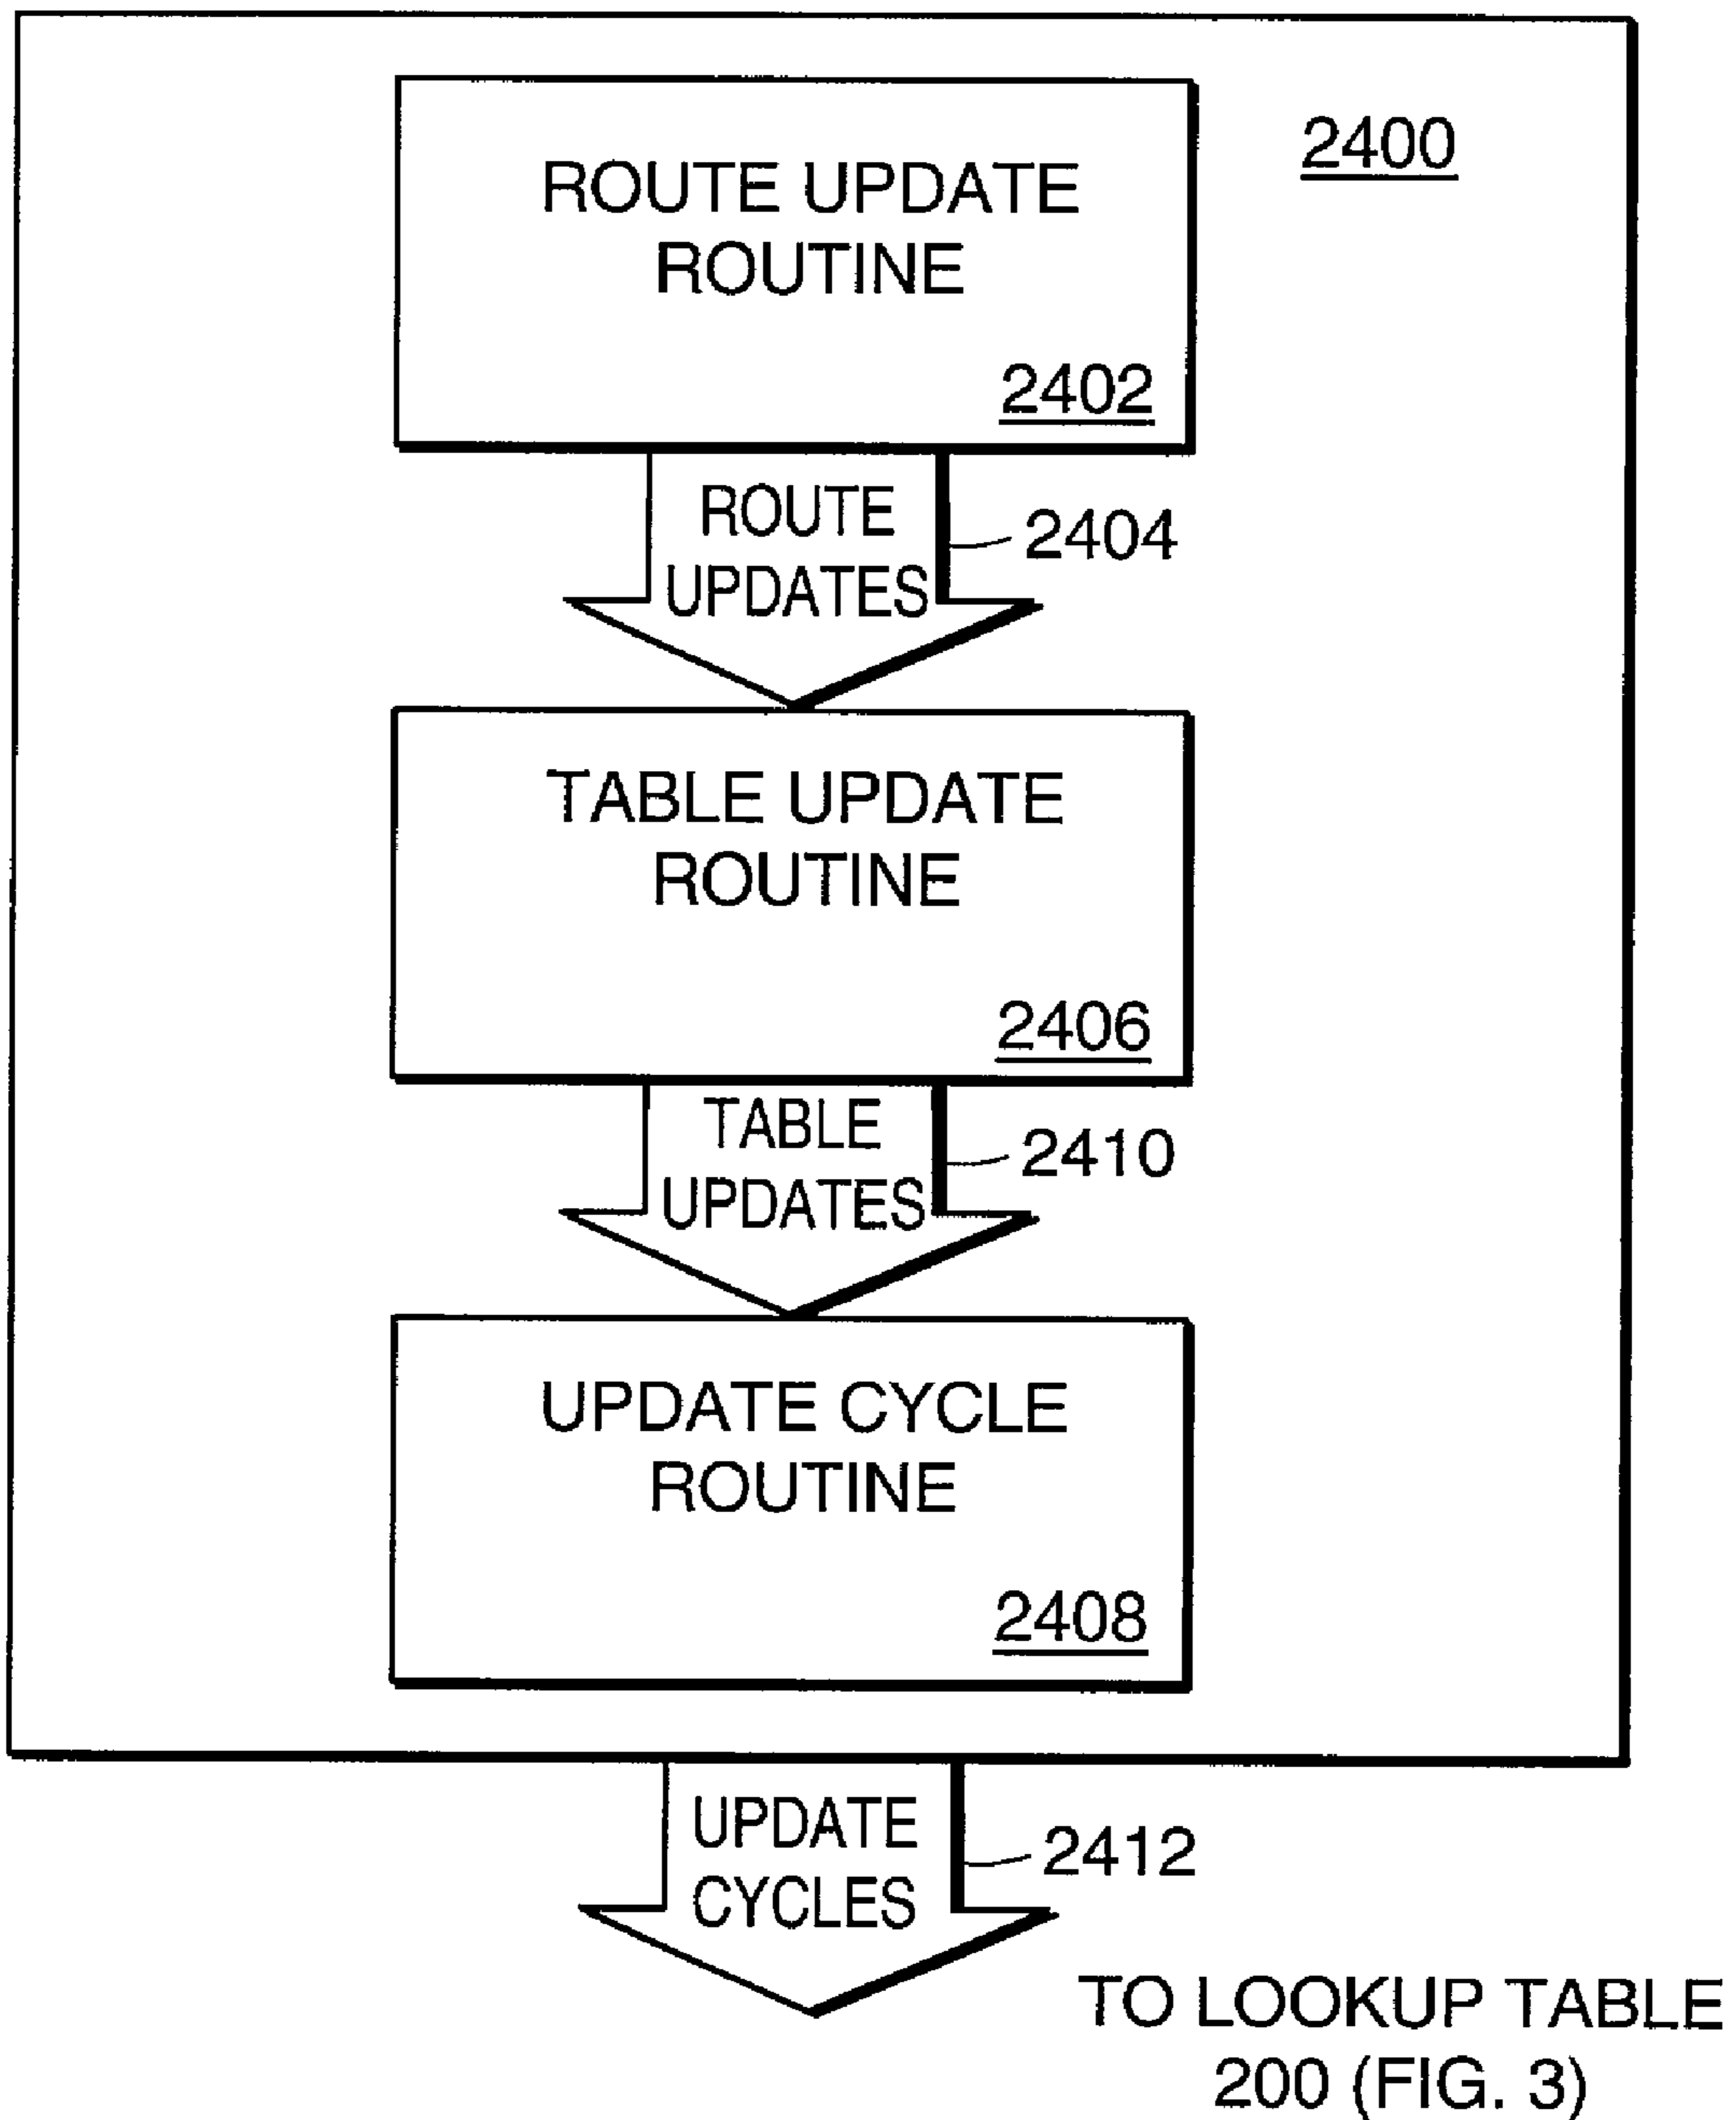 2400
ROUTE UPDATE
ROUTINE
2402
ROUTE
UPDATES
2404
TABLE UPDATE
ROUTINE
2406
TABLE
UPDATES
2410
UPDATE CYCLE
ROUTINE
2408
UPDATE
CYCLES
2412
TO LOOKUP TABLE
200 (FIG. 3)